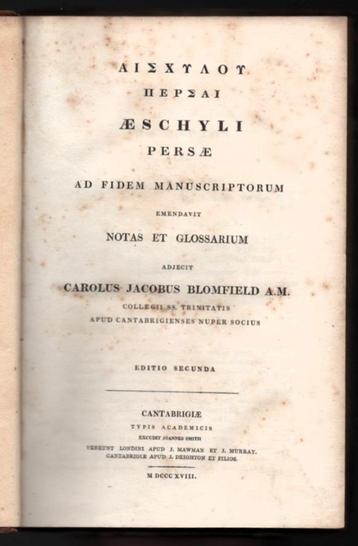 ΑΙΣΧΥΛΟΥ
ΠΕΡΣΑΙ
ÆSCHYLI
PERSÆ
AD FIDEM MANUSCRIPTORUM
EMENDAVIT
NOTAS ET GLOSSARIUM
ADJECIT
CAROLUS JACOBUS BLOMFIELD A.M.
COLLEGII SS. TRINITATIS
APUD CANTABRIGIENSES NUPER SOCIUS
EDITIO SECUNDA
CANTABRIGIÆ
TYPIS ACADEMICIS
EXCUDIT JOANNES SMITH
VENEUNT LONDINI APUD J. MAWMAN ET J. MURRAY.
CANTABRIGIÆ APUD J. DEIGHTON ET FILIOS.
M DCCC XVIII.